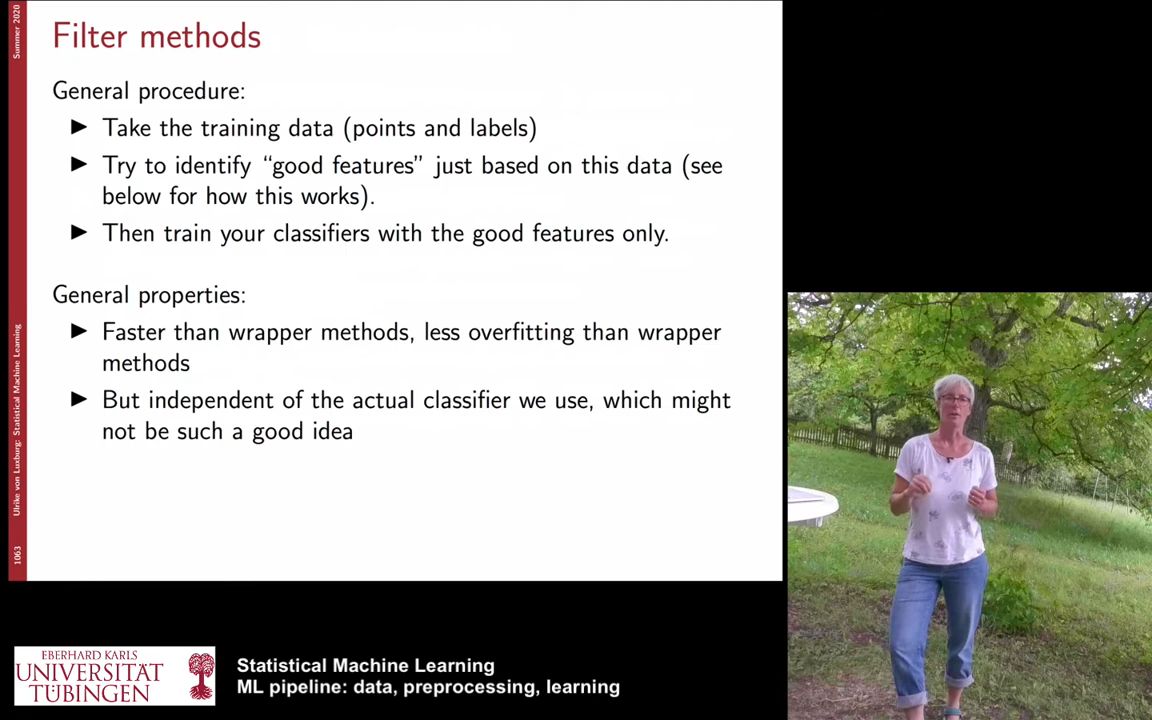 Summer 2020
Filter methods
General procedure:
▶ Take the training data (points and labels)
▶ Try to identify “good features” just based on this data (see
below for how this works).
▶ Then train your classifiers with the good features only.
General properties:
▶ Faster than wrapper methods, less overfitting than wrapper
methods
▶ But independent of the actual classifier we use, which might
not be such a good idea
Ulrike von Luxburg: Statistical Machine Learning
1063
EBERHARD KARLS
UNIVERSITÄT
TÜBINGEN
Statistical Machine Learning
ML pipeline: data, preprocessing, learning